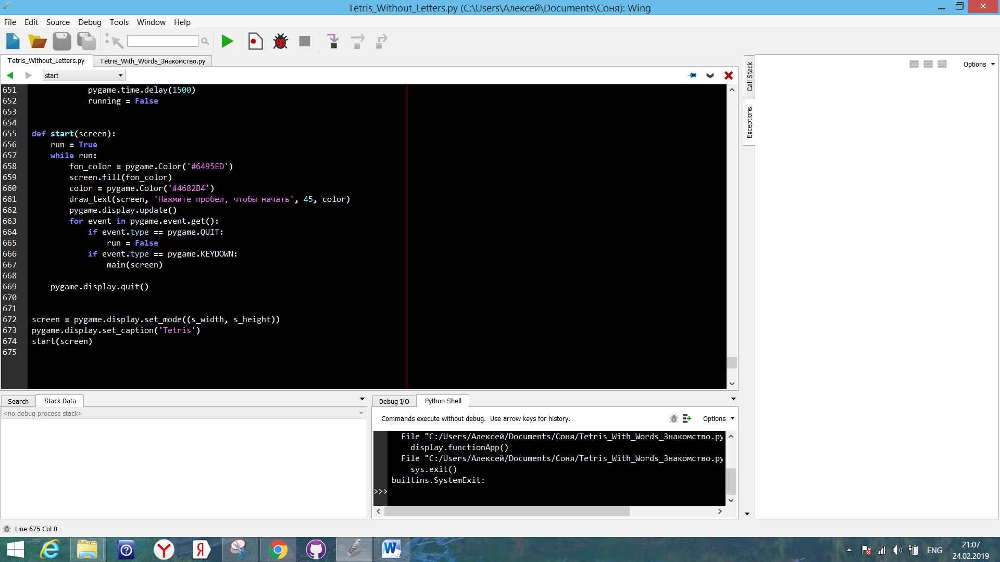 Tetris_Without_Letters.py (C:\Users\Алексей\Documents\Соня): Wing
File Edit Source Debug Tools Window Help
Tetris_Without_Letters.py Tetris_With_Words_Знакомство.py
start
651             pygame.time.delay(1500)
652             running = False
653
654
655 def start(screen):
656     run = True
657     while run:
658         fon_color = pygame.Color('#6495ED')
659         screen.fill(fon_color)
660         color = pygame.Color('#4682B4')
661         draw_text(screen, 'Нажмите пробел, чтобы начать', 45, color)
662         pygame.display.update()
663         for event in pygame.event.get():
664             if event.type == pygame.QUIT:
665                 run = False
666             if event.type == pygame.KEYDOWN:
667                 main(screen)
668
669     pygame.display.quit()
670
671
672 screen = pygame.display.set_mode((s_width, s_height))
673 pygame.display.set_caption('Tetris')
674 start(screen)
675
Call Stack
Exceptions
Options
Search Stack Data
<no debug process stack>
Debug I/O Python Shell
Commands execute without debug. Use arrow keys for history.
Options
File "C:/Users/Алексей/Documents/Соня/Tetris_With_Words_Знакомство.py
display.functionApp()
File "C:/Users/Алексей/Documents/Соня/Tetris_With_Words_Знакомство.py
sys.exit()
builtins.SystemExit:
>>>
Line 675 Col 0 -
ENG
21:07
24.02.2019